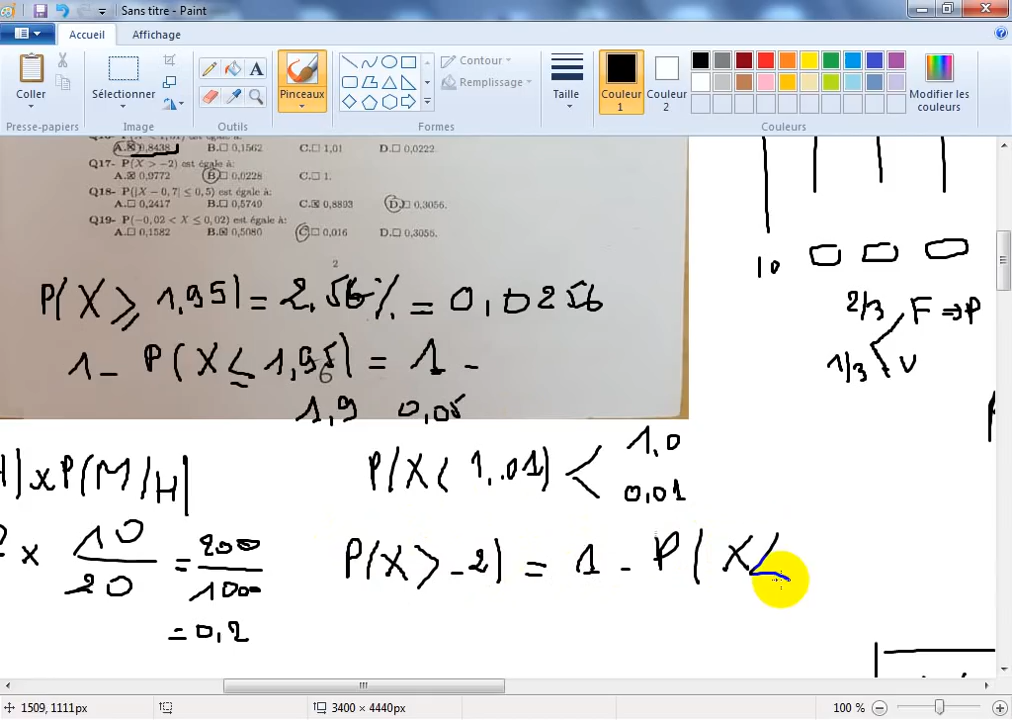 Sans titre - Paint
Accueil Affichage
Coller
Sélectionner
Pinceaux
Contour
Remplissage
Taille
Couleur 1
Couleur 2
Modifier les couleurs
Presse-papiers Image Outils Formes Couleurs
A. 0,8438 B. 0,1562 C. 1,01 D. 0,0222
Q17- P(X > -2) est égale à:
A. 0,9772 B. 0,0228 C. 1.
Q18- P(|X - 0,7| ≤ 0,5) est égale à:
A. 0,2417 B. 0,5740 C. 0,8893 D. 0,3056.
Q19- P(-0,02 < X ≤ 0,02) est égale à:
A. 0,1582 B. 0,5080 C. 0,016 D. 0,3056.
2
P(X ≥ 1,95) = 2,56% = 0,0256
1 - P(X ≤ 1,95) = 1 -
6
1,9 0,05
10
2/3 F ⇒ P
1/3 V
P(X < 1,01) < 1,0
0,01
H) x P(M/H)
x 10/20 = 200/1000
= 0,2
P(X > -2) = 1 - P(X ≤
1509, 1111px
3400 × 4440px
100 %